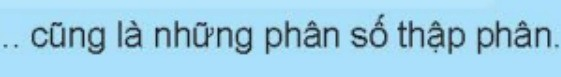 .. cũng là những phân số thập phân.